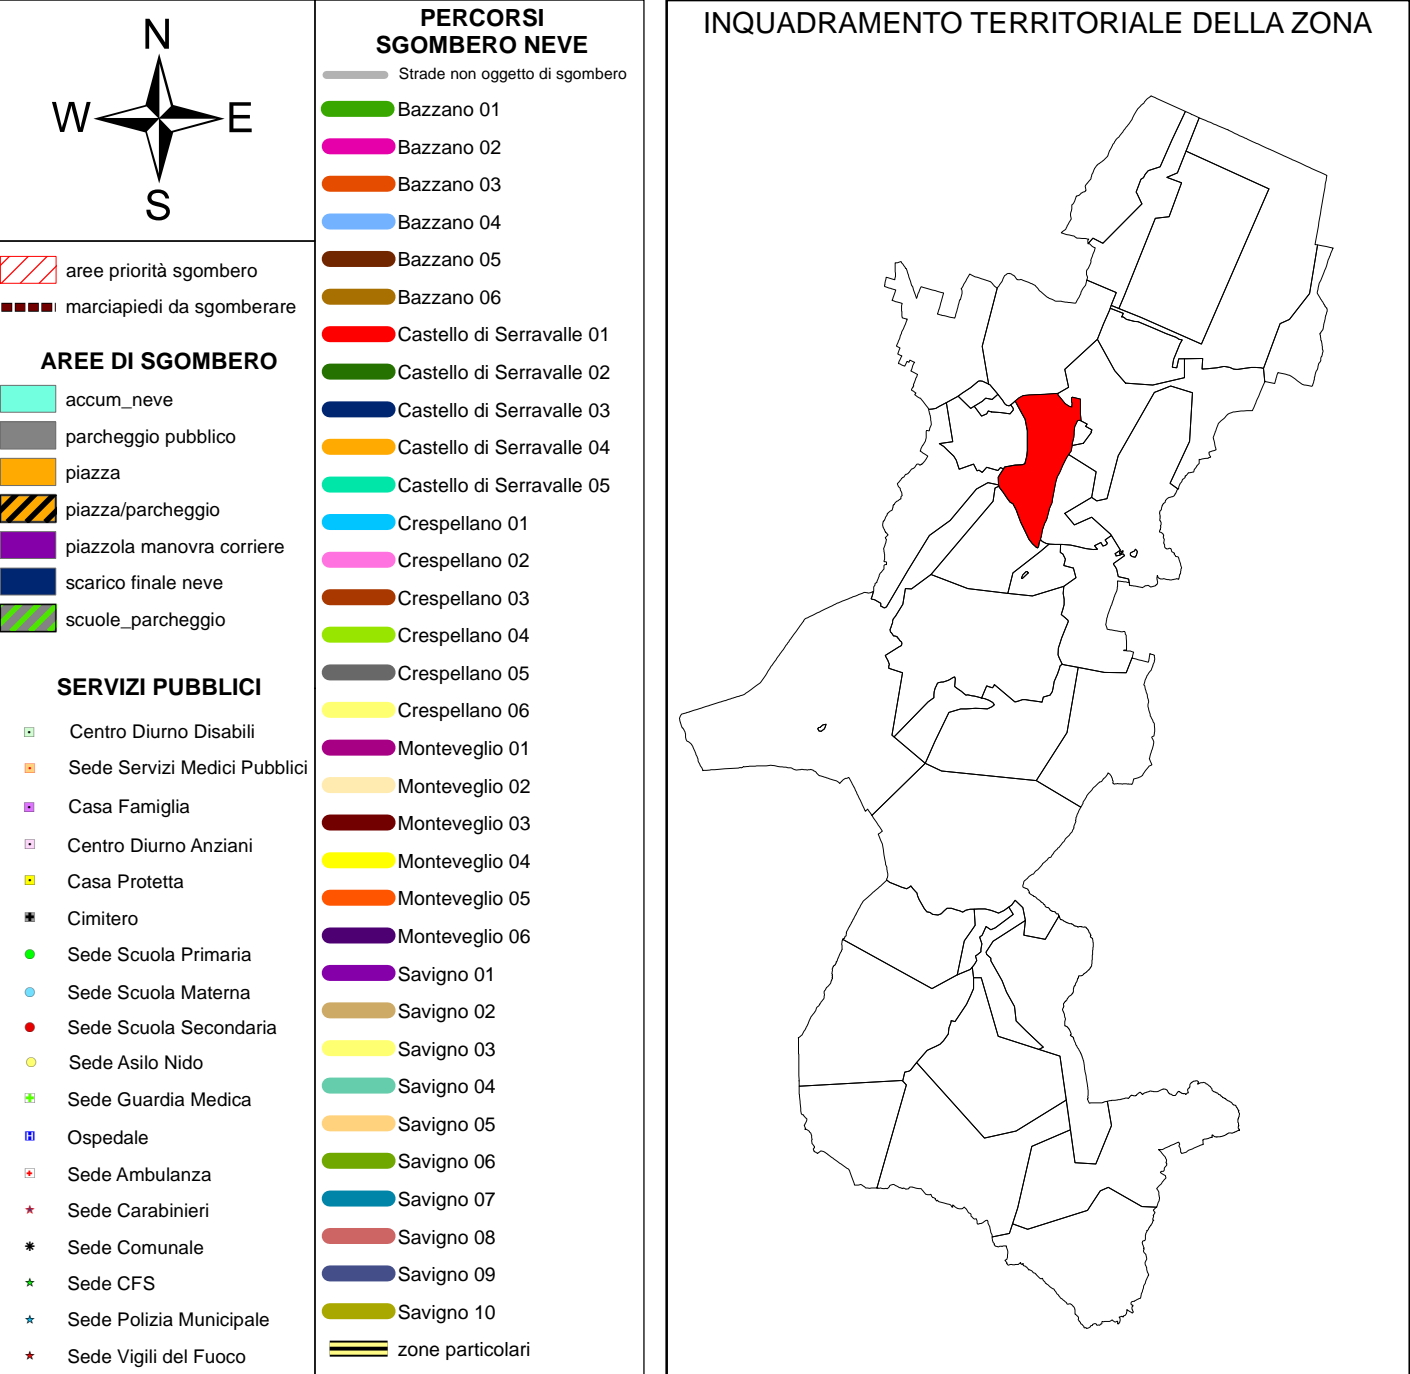 N
W
E
S
aree priorità sgombero
marciapiedi da sgomberare
AREE DI SGOMBERO
accum_neve
parcheggio pubblico
piazza
piazza/parcheggio
piazzola manovra corriere
scarico finale neve
scuole_parcheggio
SERVIZI PUBBLICI
Centro Diurno Disabili
Sede Servizi Medici Pubblici
Casa Famiglia
Centro Diurno Anziani
Casa Protetta
Cimitero
Sede Scuola Primaria
Sede Scuola Materna
Sede Scuola Secondaria
Sede Asilo Nido
Sede Guardia Medica
H
Ospedale
Sede Ambulanza
Sede Carabinieri
Sede Comunale
Sede CFS
Sede Polizia Municipale
Sede Vigili del Fuoco
PERCORSI
SGOMBERO NEVE
Strade non oggetto di sgombero
Bazzano 01
Bazzano 02
Bazzano 03
Bazzano 04
Bazzano 05
Bazzano 06
Castello di Serravalle 01
Castello di Serravalle 02
Castello di Serravalle 03
Castello di Serravalle 04
Castello di Serravalle 05
Crespellano 01
Crespellano 02
Crespellano 03
Crespellano 04
Crespellano 05
Crespellano 06
Monteveglio 01
Monteveglio 02
Monteveglio 03
Monteveglio 04
Monteveglio 05
Monteveglio 06
Savigno 01
Savigno 02
Savigno 03
Savigno 04
Savigno 05
Savigno 06
Savigno 07
Savigno 08
Savigno 09
Savigno 10
zone particolari
INQUADRAMENTO TERRITORIALE DELLA ZONA